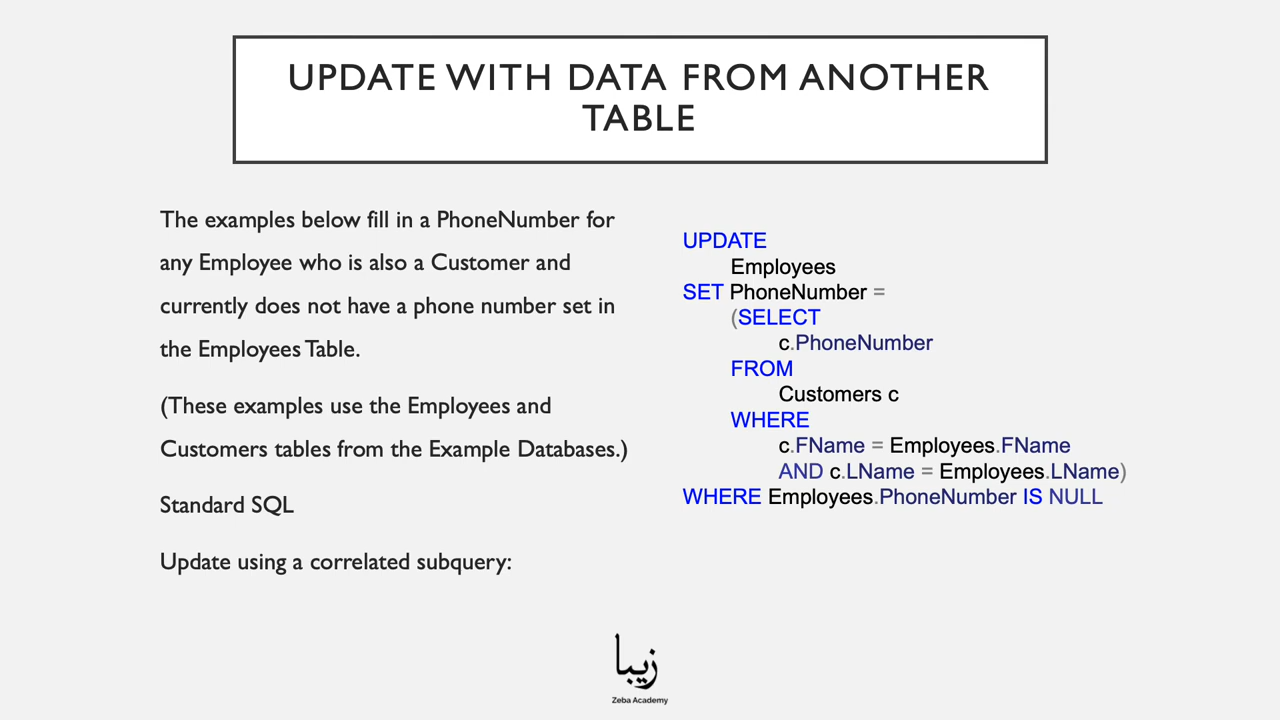 UPDATE WITH DATA FROM ANOTHER
TABLE
The examples below fill in a PhoneNumber for
any Employee who is also a Customer and
currently does not have a phone number set in
the Employees Table.
(These examples use the Employees and
Customers tables from the Example Databases.)
Standard SQL
Update using a correlated subquery:
UPDATE
Employees
SET PhoneNumber =
(SELECT
c.PhoneNumber
FROM
Customers c
WHERE
c.FName = Employees.FName
AND c.LName = Employees.LName)
WHERE Employees.PhoneNumber IS NULL
زیبا
Zeba Academy